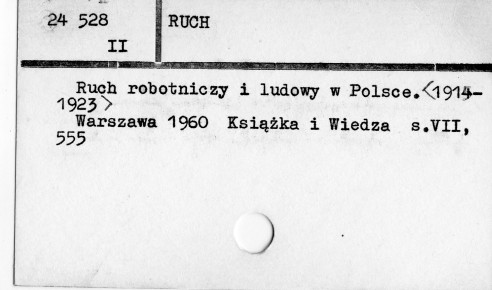 24 528 RUCH
II
Ruch robotniczy i ludowy w Polsce.<1914-
1923>
Warszawa 1960 Książka i Wiedza s.VII,
555